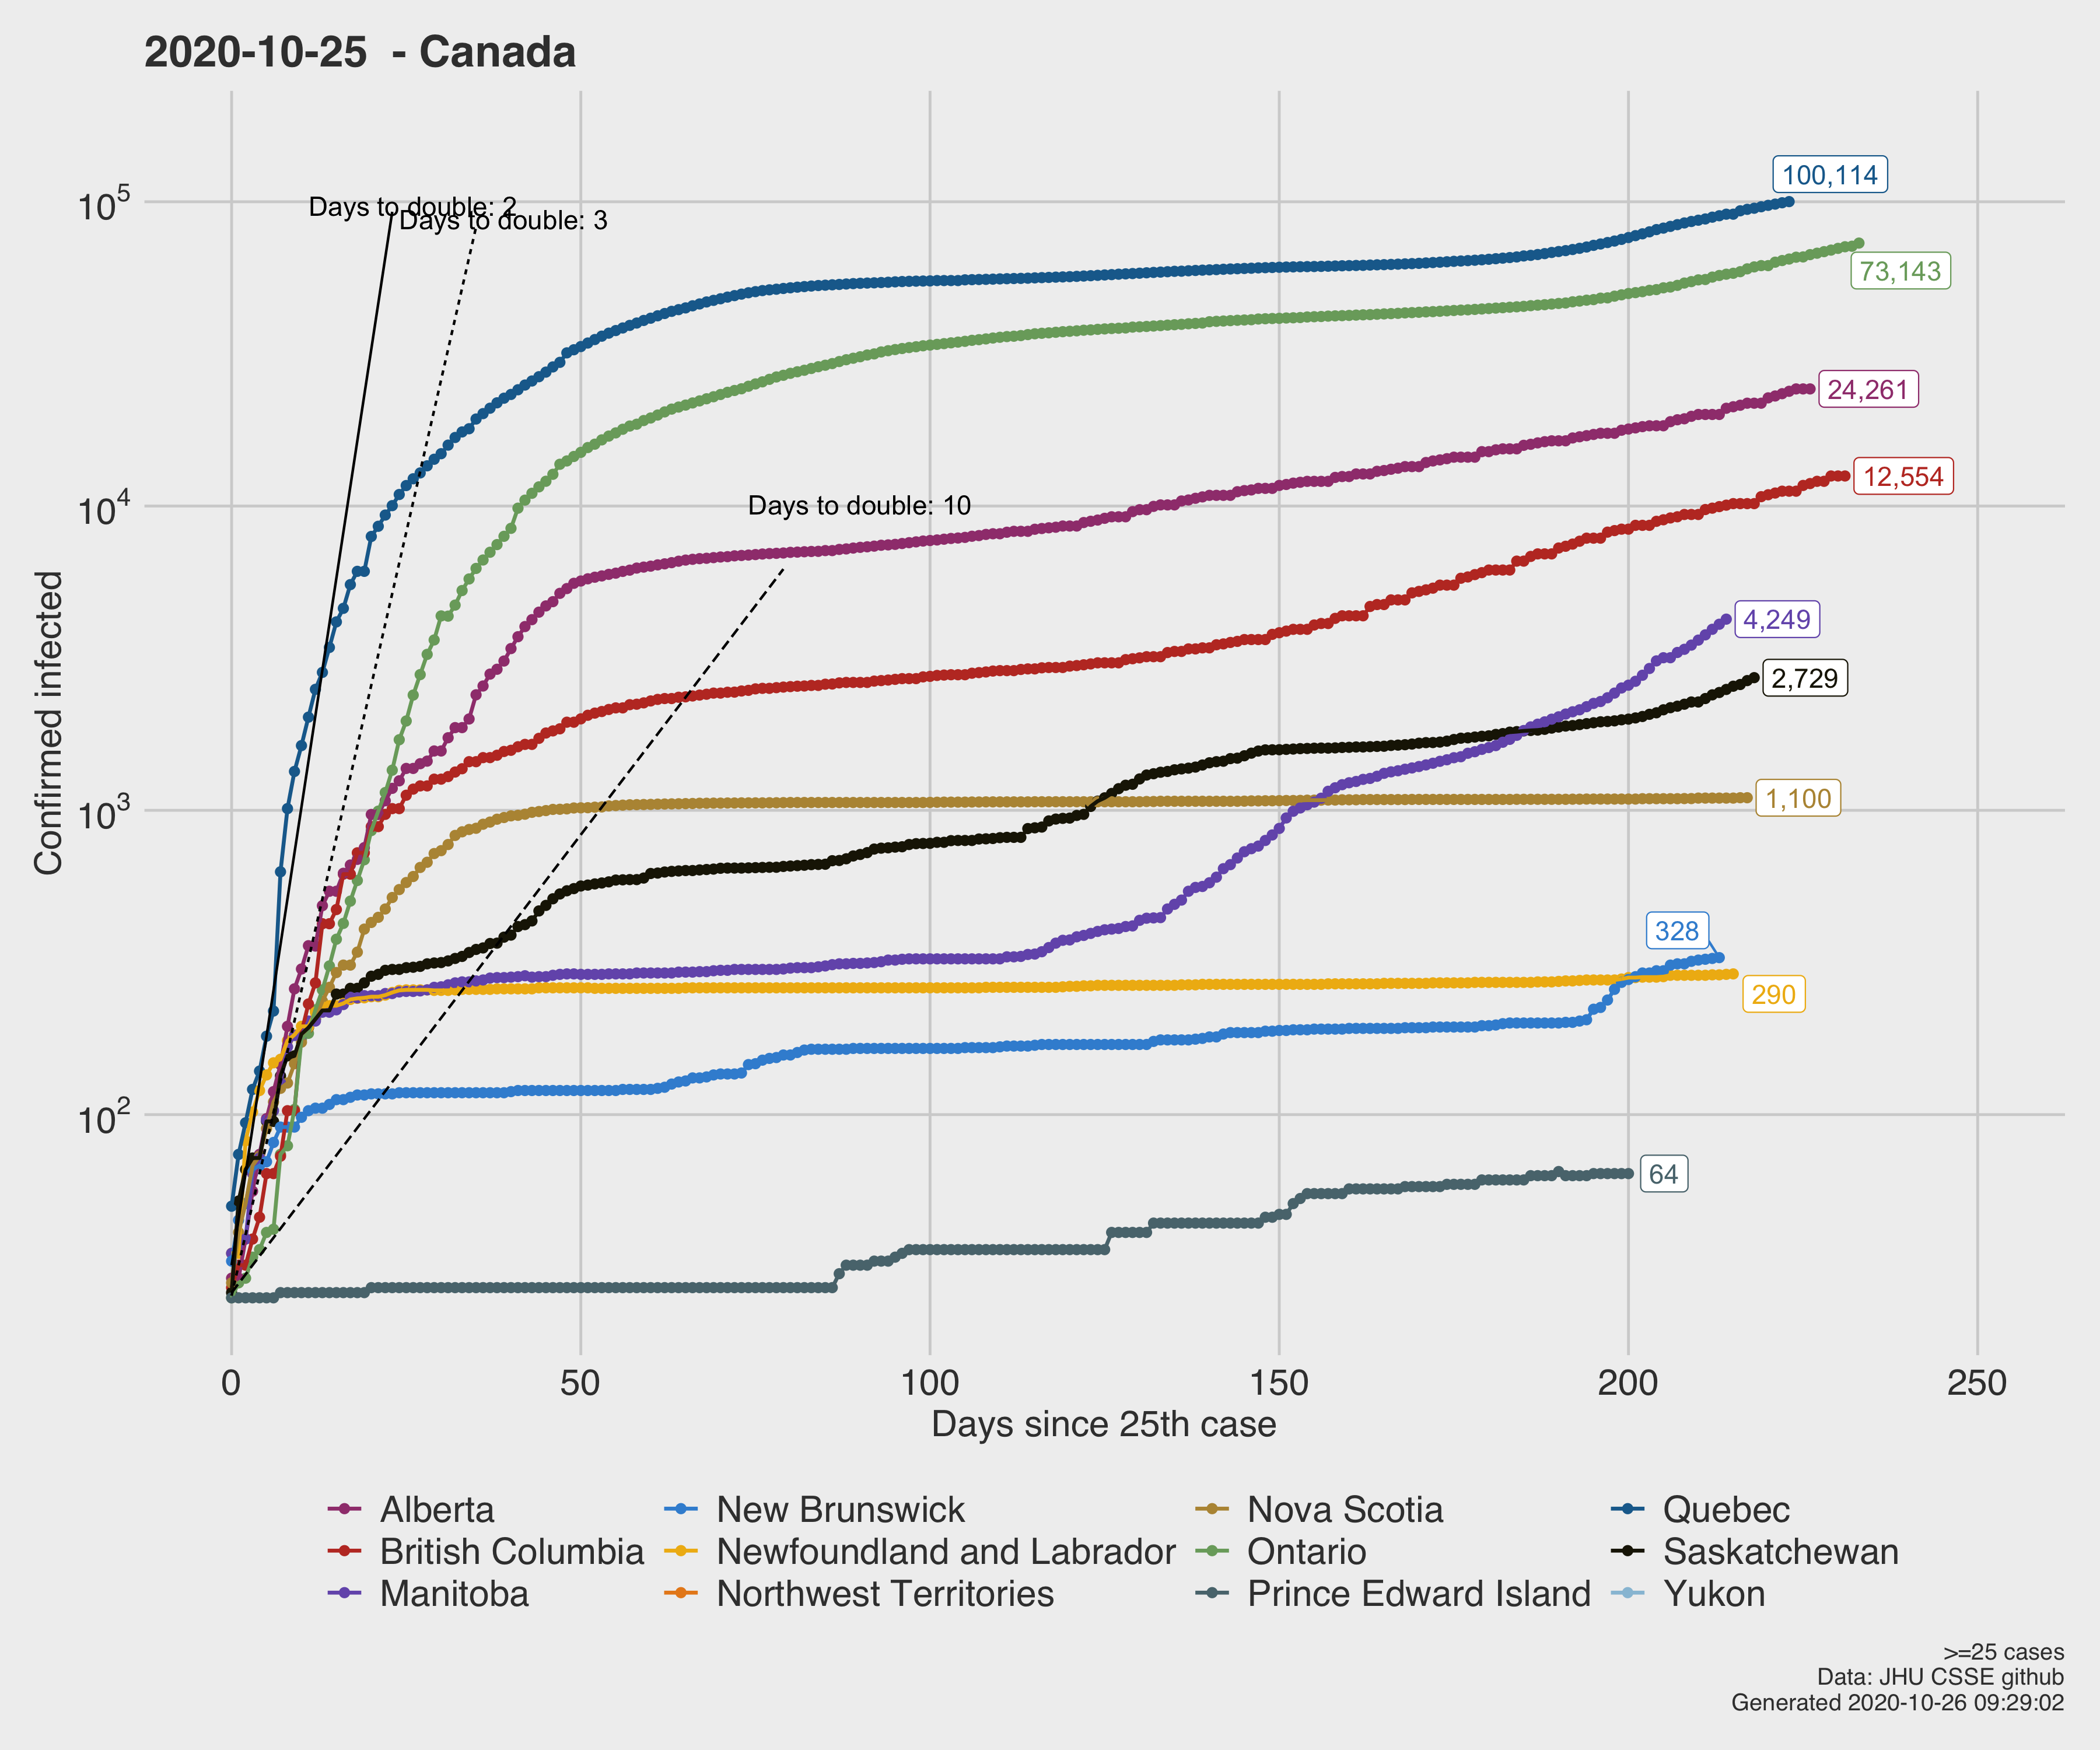 2020-10-25  - Canada
100,114
10^5
Days to double: 2
Days to double: 3
73,143
24,261
12,554
10^4
Days to double: 10
4,249
2,729
Confirmed infected
1,100
10^3
328
290
10^2
64
0 50 100 150 200 250
Days since 25th case
Alberta New Brunswick Nova Scotia Quebec
British Columbia Newfoundland and Labrador Ontario Saskatchewan
Manitoba Northwest Territories Prince Edward Island Yukon
>=25 cases
Data: JHU CSSE github
Generated 2020-10-26 09:29:02